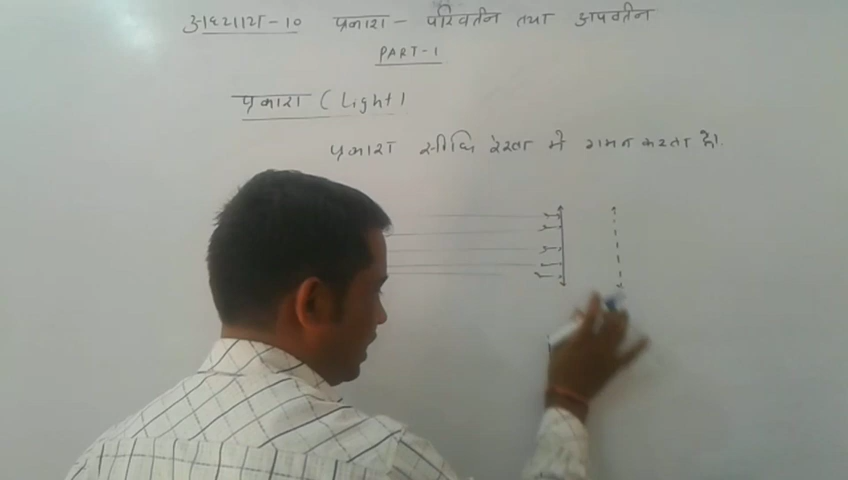 अध्याय-10 प्रकाश - परिवर्तन तथा अपवर्तन
PART-1
प्रकाश (Light)
प्रकाश सीधि रेखा में गमन करता है।